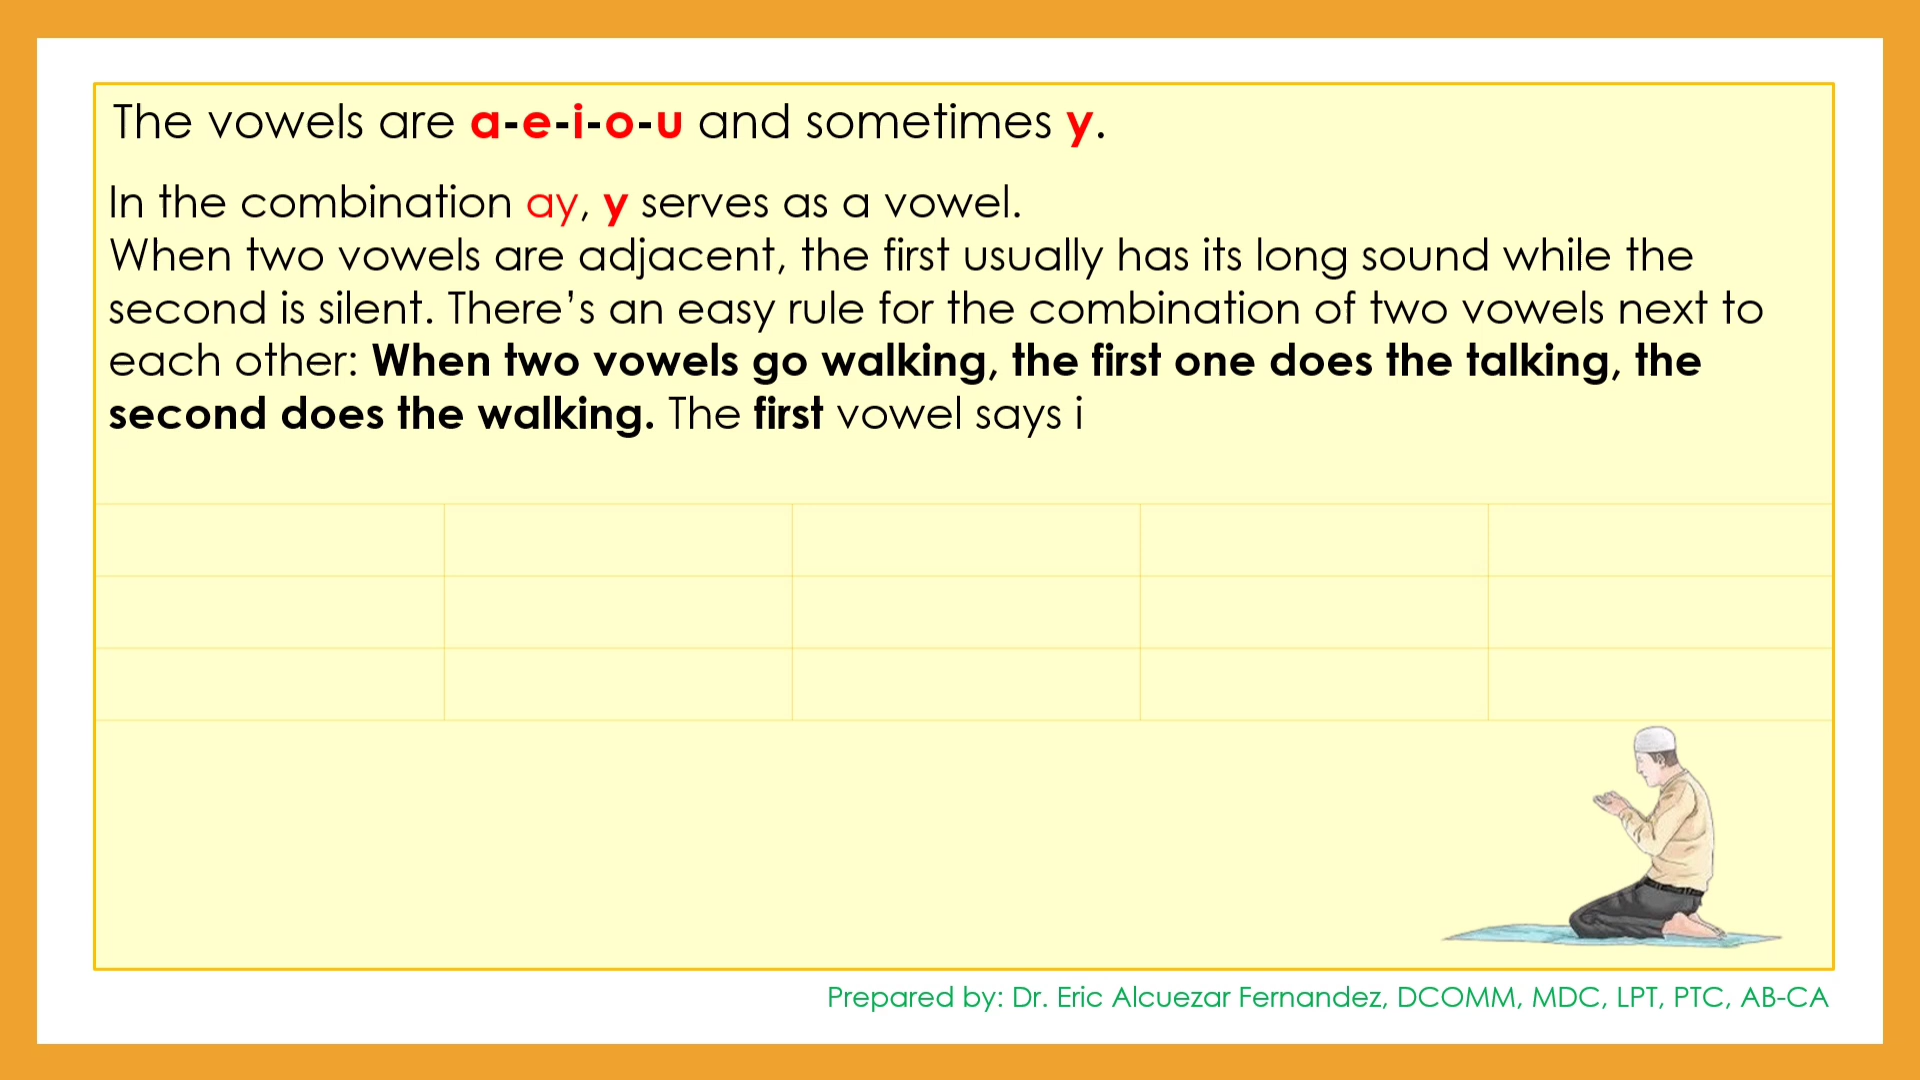 The vowels are a-e-i-o-u and sometimes y.
In the combination ay, y serves as a vowel.
When two vowels are adjacent, the first usually has its long sound while the
second is silent. There’s an easy rule for the combination of two vowels next to
each other: When two vowels go walking, the first one does the talking, the
second does the walking. The first vowel says i
Prepared by: Dr. Eric Alcuezar Fernandez, DCOMM, MDC, LPT, PTC, AB-CA